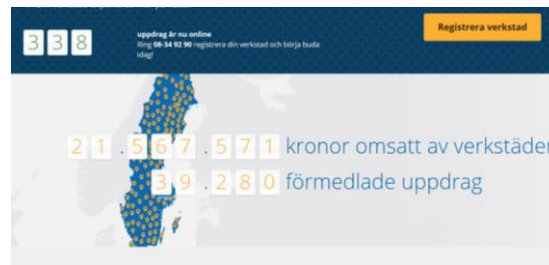 338
uppdrag är nu online
Ring 08-34 92 90 registrera din verkstad och börja buda
idag!
Registrera verkstad
21.567.571 kronor omsatt av verkstäder
39.280 förmedlade uppdrag